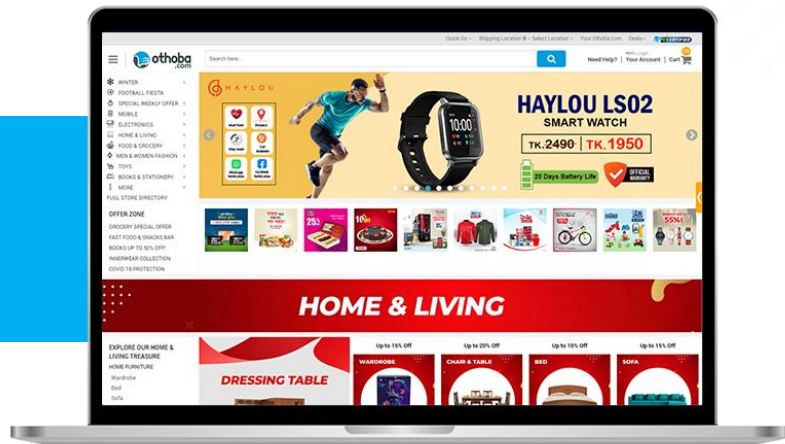 Quick Go
Shipping Location
Select Location
Your Othoba.com
Deals
othoba
.com
Search here...
Hello Login
Need Help?
Your Account
Cart
WINTER
FOOTBALL FIESTA
SPECIAL WEEKLY OFFER
MOBILE
ELECTRONICS
HOME & LIVING
FOOD & GROCERY
MEN & WOMEN FASHION
TOYS
BOOKS & STATIONERY
MORE
FULL STORE DIRECTORY
OFFER ZONE
GROCERY SPECIAL OFFER
FAST FOOD & SNACKS BAR
BOOKS UP TO 50% OFF!
INNERWEAR COLLECTION
COVID 19 PROTECTION
HAYLOU
10:00
HAYLOU LS02
SMART WATCH
TK.2490 | TK.1950
20 Days Battery Life
OFFICIAL
WARRANTY
25%
10%
55%
HOME & LIVING
EXPLORE OUR HOME &
LIVING TREASURE
HOME FURNITURE
Wardrobe
Bed
Sofa
DRESSING TABLE
Up to 15% Off
WARDROBE
Up to 20% Off
CHAIR & TABLE
Up to 10% Off
BED
Up to 15% Off
SOFA